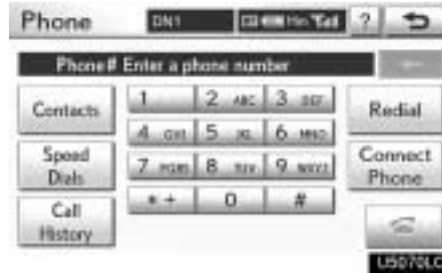 Phone DN1 ?
Phone# Enter a phone number
Contacts 1 2 ABC 3 DEF Redial
4 GHI 5 JKL 6 MNO
Speed Dials 7 PQRS 8 TUV 9 WXYZ Connect Phone
Call History * + 0 #
U5070LC